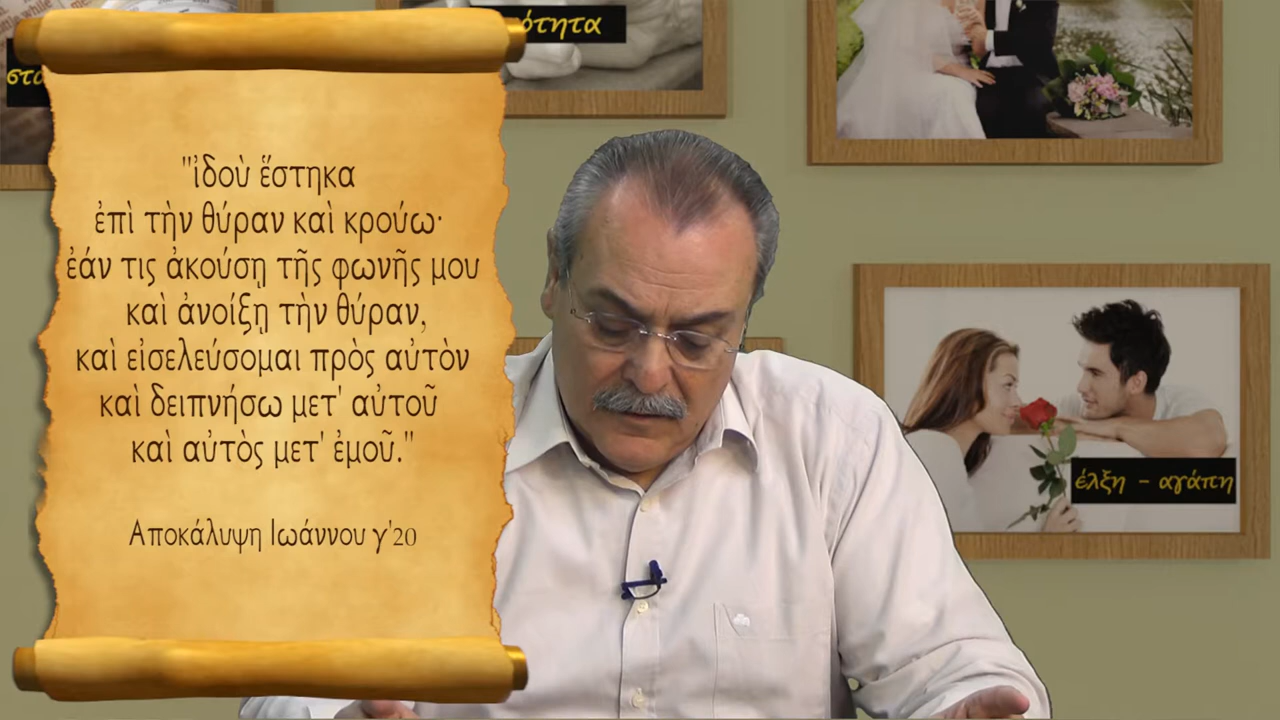 "ἰδοὺ ἕστηκα
ἐπὶ τὴν θύραν καὶ κρούω·
ἐάν τις ἀκούσῃ τῆς φωνῆς μου
καὶ ἀνοίξῃ τὴν θύραν,
καὶ εἰσελεύσομαι πρὸς αὐτὸν
καὶ δειπνήσω μετ' αὐτοῦ
καὶ αὐτὸς μετ' ἐμοῦ."
Αποκάλυψη Ιωάννου γ'20
έλξη - αγάπη